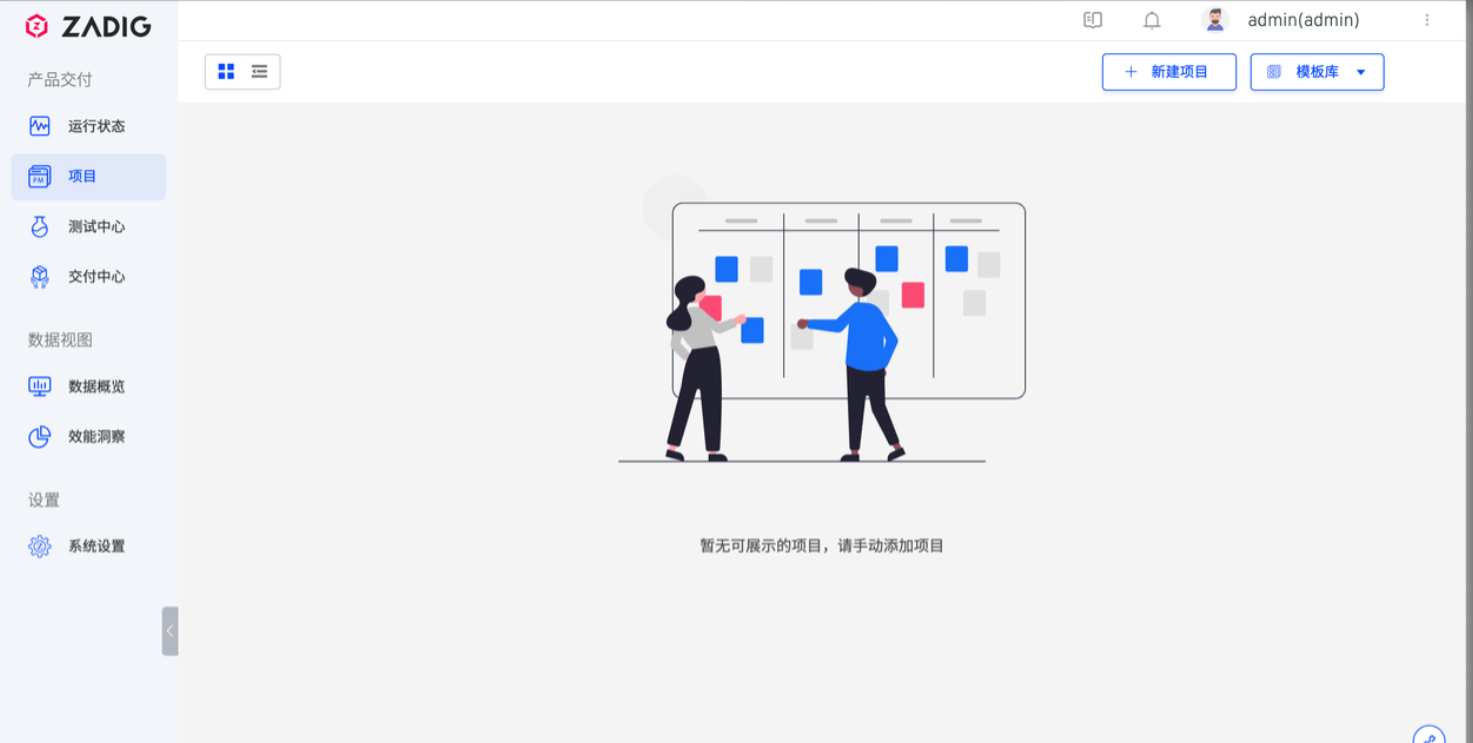 ZADIG
admin(admin)
产品交付
运行状态
项目
测试中心
交付中心
数据视图
数据概览
效能洞察
设置
系统设置
新建项目
模板库
暂无可展示的项目，请手动添加项目